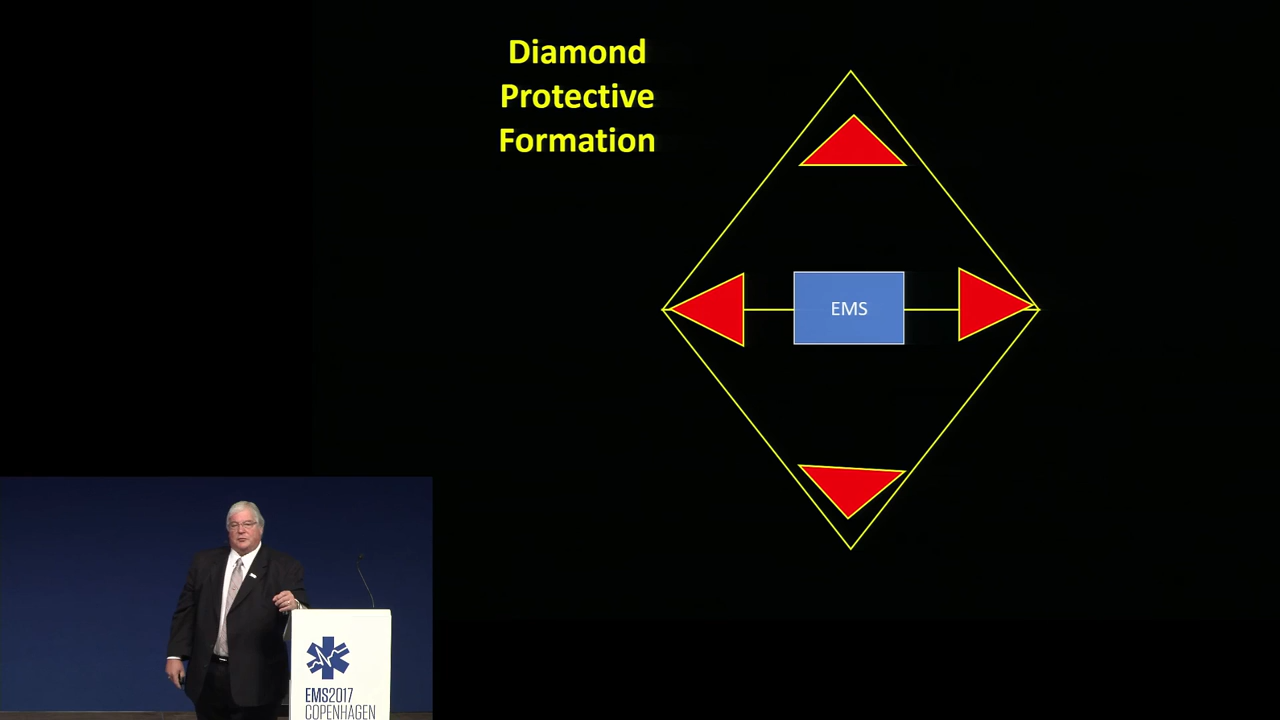 Diamond
Protective
Formation
EMS
EMS2017
COPENHAGEN